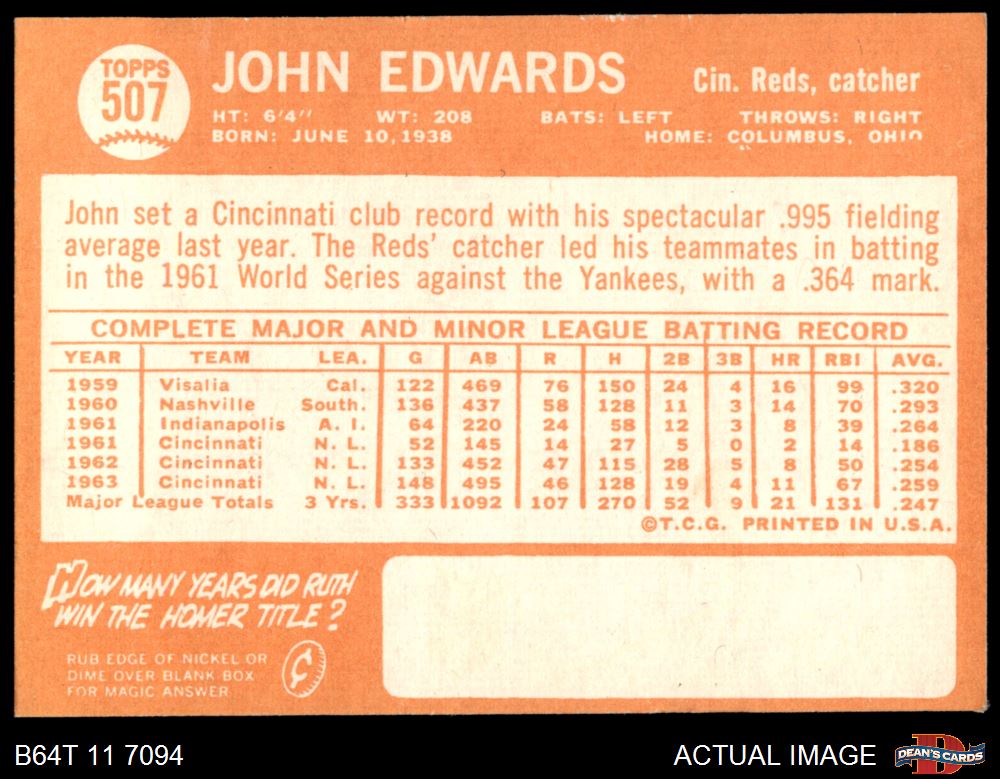 TOPPS
507
JOHN EDWARDS
Cin. Reds, catcher
HT: 6'4" WT: 208 BATS: LEFT THROWS: RIGHT
BORN: JUNE 10, 1938 HOME: COLUMBUS, OHIO
John set a Cincinnati club record with his spectacular .995 fielding
average last year. The Reds' catcher led his teammates in batting
in the 1961 World Series against the Yankees, with a .364 mark.
COMPLETE MAJOR AND MINOR LEAGUE BATTING RECORD
YEAR TEAM LEA. G AB R H 2B 3B HR RBI AVG.
1959 Visalia Cal. 122 469 76 150 24 4 16 99 .320
1960 Nashville South. 136 437 58 128 11 3 14 70 .293
1961 Indianapolis A. I. 64 220 24 58 12 3 8 39 .264
1961 Cincinnati N. L. 52 145 14 27 5 0 2 14 .186
1962 Cincinnati N. L. 133 452 47 115 28 5 8 50 .254
1963 Cincinnati N. L. 148 495 46 128 19 4 11 67 .259
Major League Totals 3 Yrs. 333 1092 107 270 52 9 21 131 .247
©T.C.G. PRINTED IN U.S.A.
HOW MANY YEARS DID RUTH
WIN THE HOMER TITLE?
RUB EDGE OF NICKEL OR
DIME OVER BLANK BOX
FOR MAGIC ANSWER
¢
B64T 11 7094
ACTUAL IMAGE
D
DEAN'S CARDS